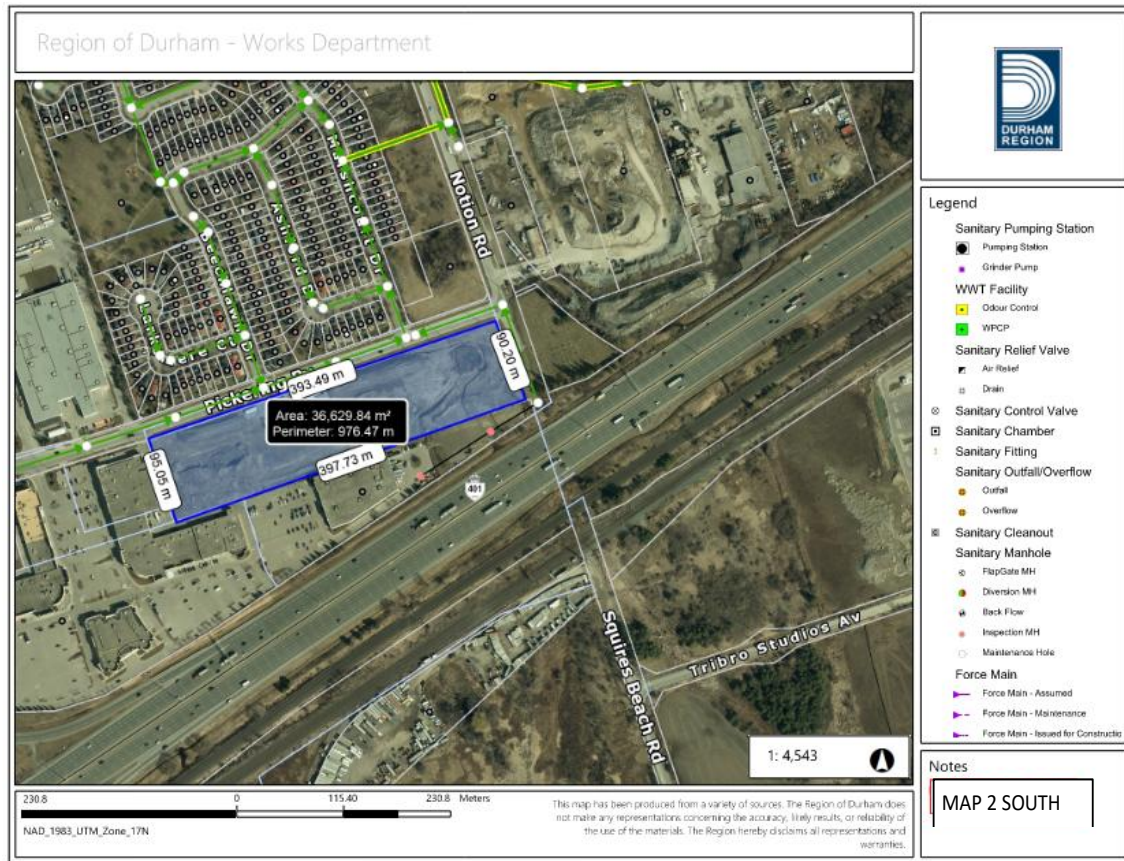 Region of Durham - Works Department
DURHAM
REGION
Notion Rd
Ashford Dr
393.49 m
90.20 m
Area: 36,629.84 m²
Perimeter: 976.47 m
95.05 m
397.73 m
401
Squires Beach Rd
Tribro Studios Av
1: 4,543
Legend
Sanitary Pumping Station
Pumping Station
Grinder Pump
WWT Facility
Odour Control
WPCP
Sanitary Relief Valve
Air Relief
Drain
Sanitary Control Valve
Sanitary Chamber
Sanitary Fitting
Sanitary Outfall/Overflow
Outfall
Overflow
Sanitary Cleanout
Sanitary Manhole
FlapGate MH
Diversion MH
Back Flow
Inspection MH
Maintenance Hole
Force Main
Force Main - Assumed
Force Main - Maintenance
Force Main - Issued for Constructio
Notes
MAP 2 SOUTH
230.8 0 115.40 230.8 Meters
NAD_1983_UTM_Zone_17N
This map has been produced from a variety of sources. The Region of Durham does
not make any representations concerning the accuracy, likely results, or reliability of
the use of the materials. The Region hereby disclaims all representations and
warranties.